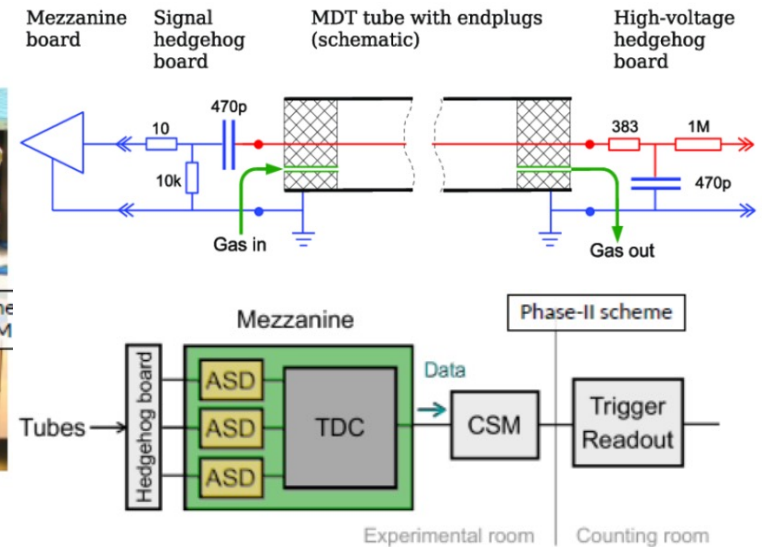 Mezzanine
board
Signal
hedgehog
board
MDT tube with endplugs
(schematic)
High-voltage
hedgehog
board
470p
10
10k
383
1M
470p
Gas in
Gas out
Phase-II scheme
Mezzanine
Hedgehog board
Tubes
ASD
ASD
ASD
TDC
Data
CSM
Trigger
Readout
Experimental room
Counting room